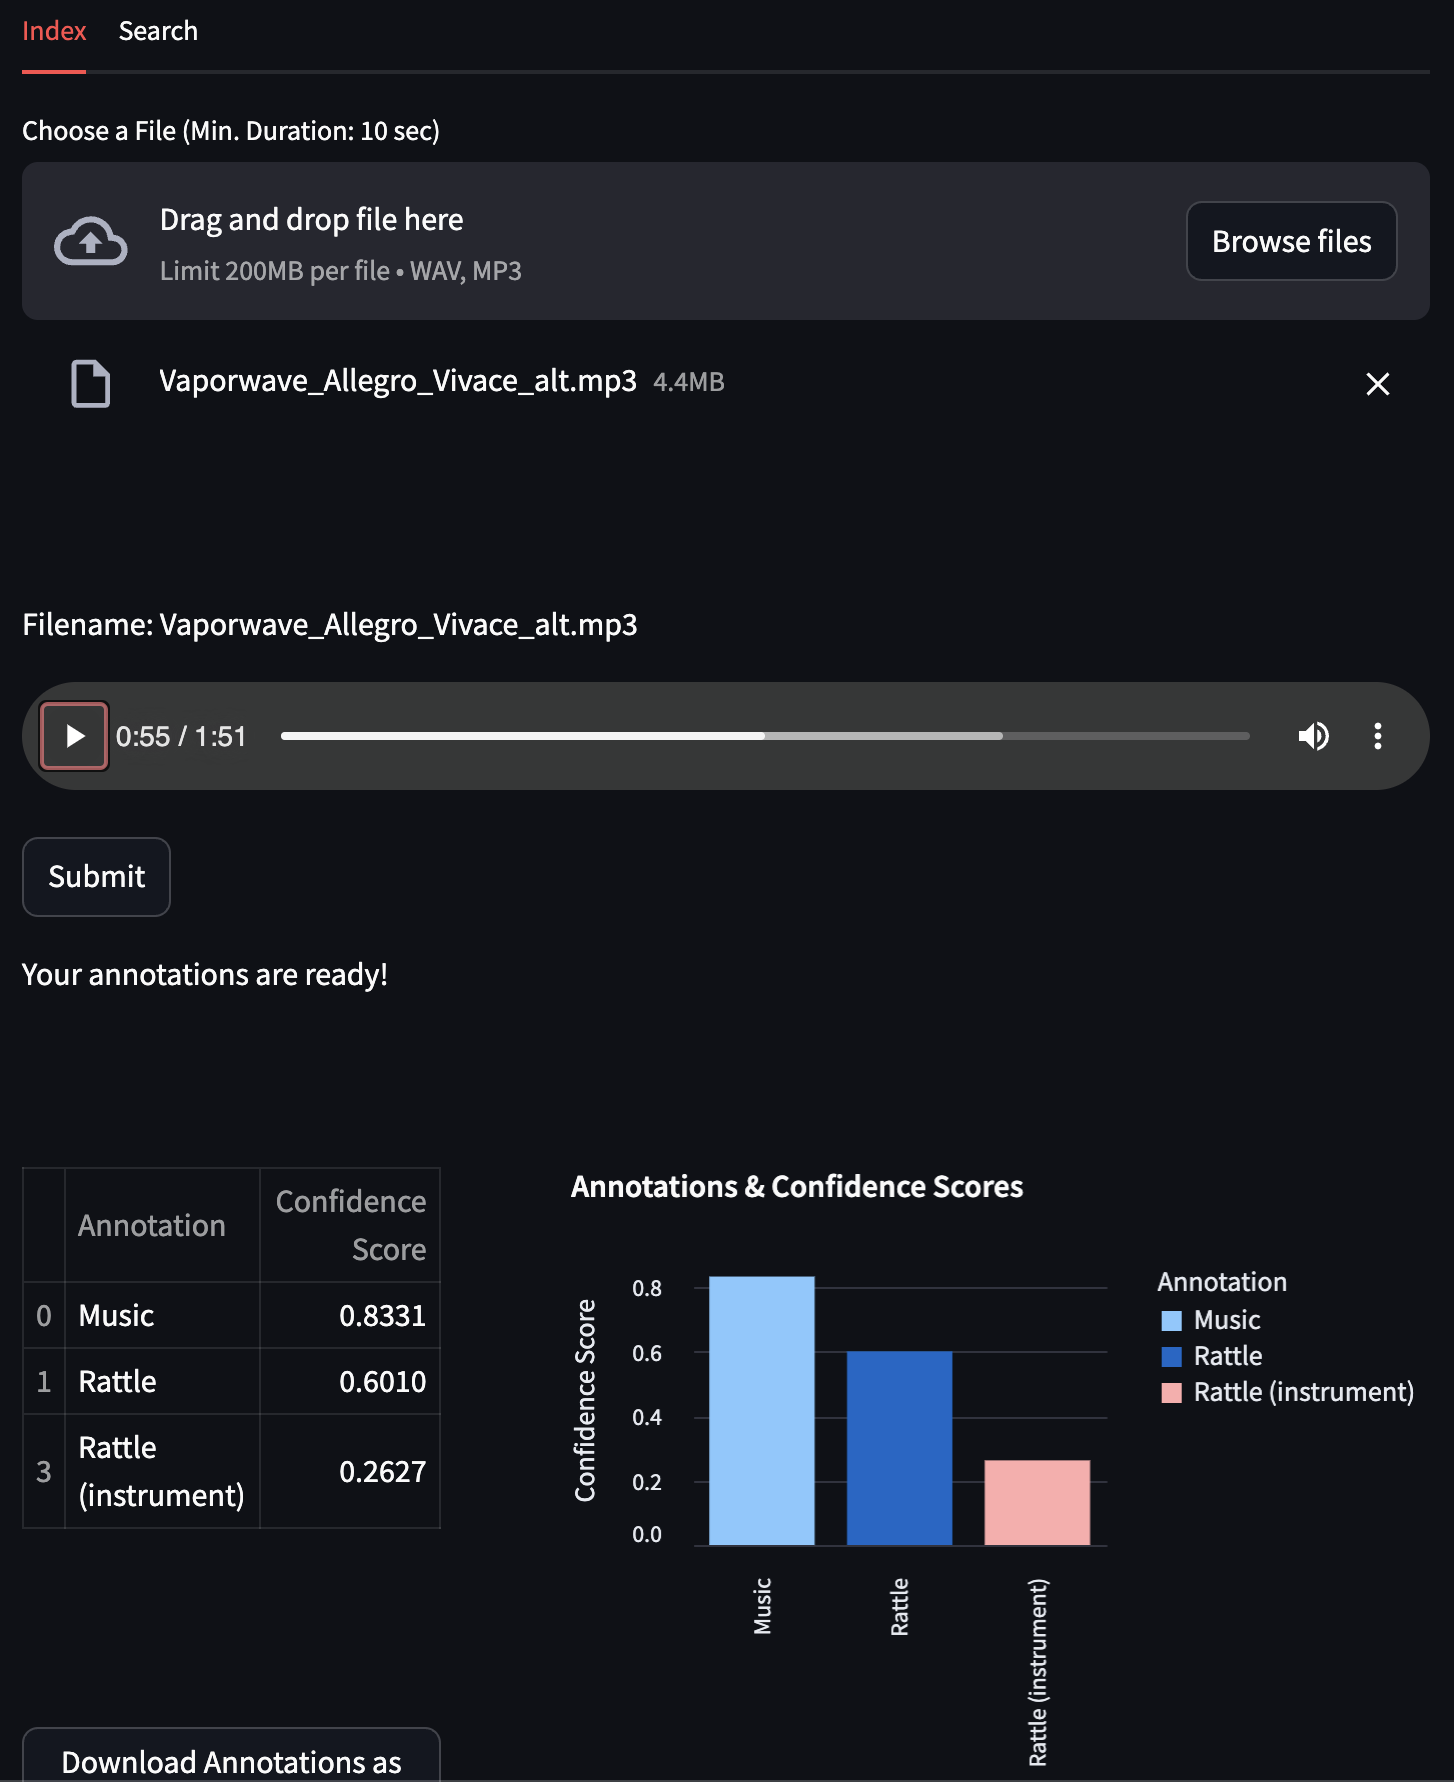 Index Search
Choose a File (Min. Duration: 10 sec)
Drag and drop file here
Limit 200MB per file • WAV, MP3
Browse files
Vaporwave_Allegro_Vivace_alt.mp3 4.4MB
Filename: Vaporwave_Allegro_Vivace_alt.mp3
0:55 / 1:51
Submit
Your annotations are ready!
Annotation Confidence
Score
0 Music 0.8331
1 Rattle 0.6010
3 Rattle
(instrument) 0.2627
Annotations & Confidence Scores
Confidence Score
0.8
0.6
0.4
0.2
0.0
Music
Rattle
Rattle (instrument)
Annotation
Music
Rattle
Rattle (instrument)
Download Annotations as